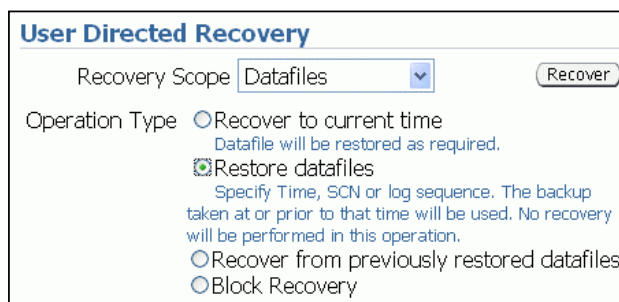 User Directed Recovery
Recovery Scope Datafiles Recover
Operation Type Recover to current time
Datafile will be restored as required.
Restore datafiles
Specify Time, SCN or log sequence. The backup
taken at or prior to that time will be used. No recovery
will be performed in this operation.
Recover from previously restored datafiles
Block Recovery